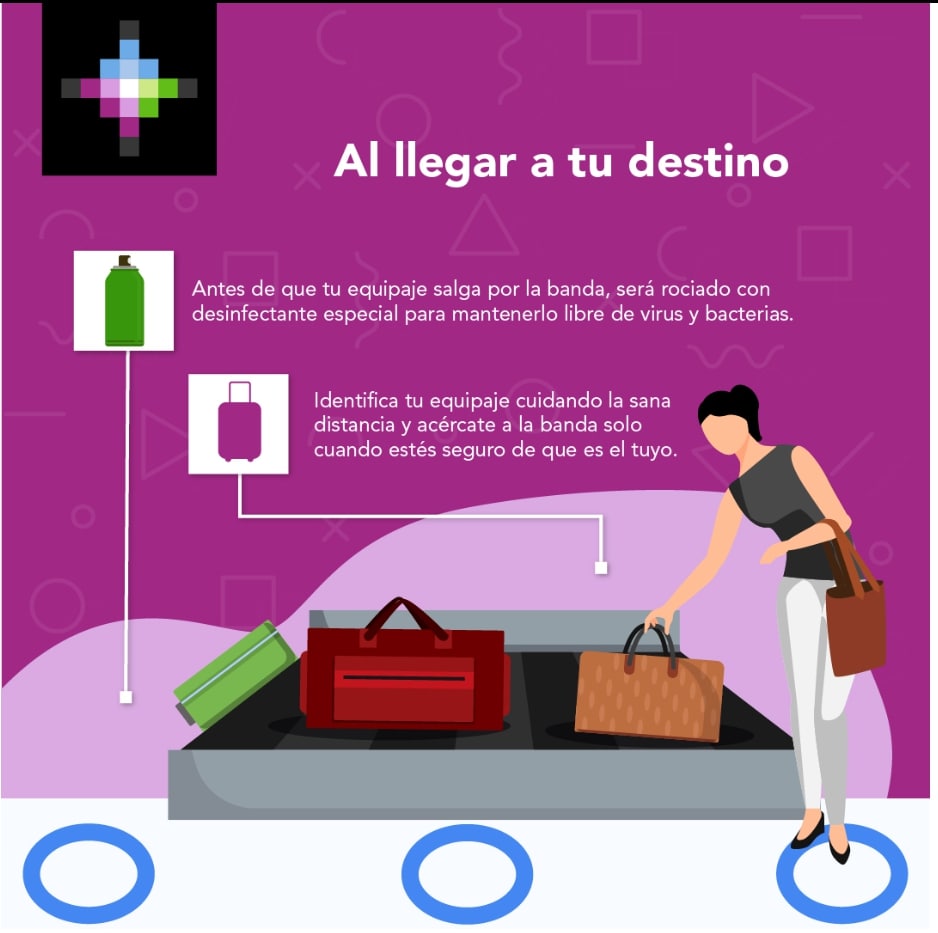 Al llegar a tu destino
Antes de que tu equipaje salga por la banda, será rociado con
desinfectante especial para mantenerlo libre de virus y bacterias.
Identifica tu equipaje cuidando la sana
distancia y acércate a la banda solo
cuando estés seguro de que es el tuyo.